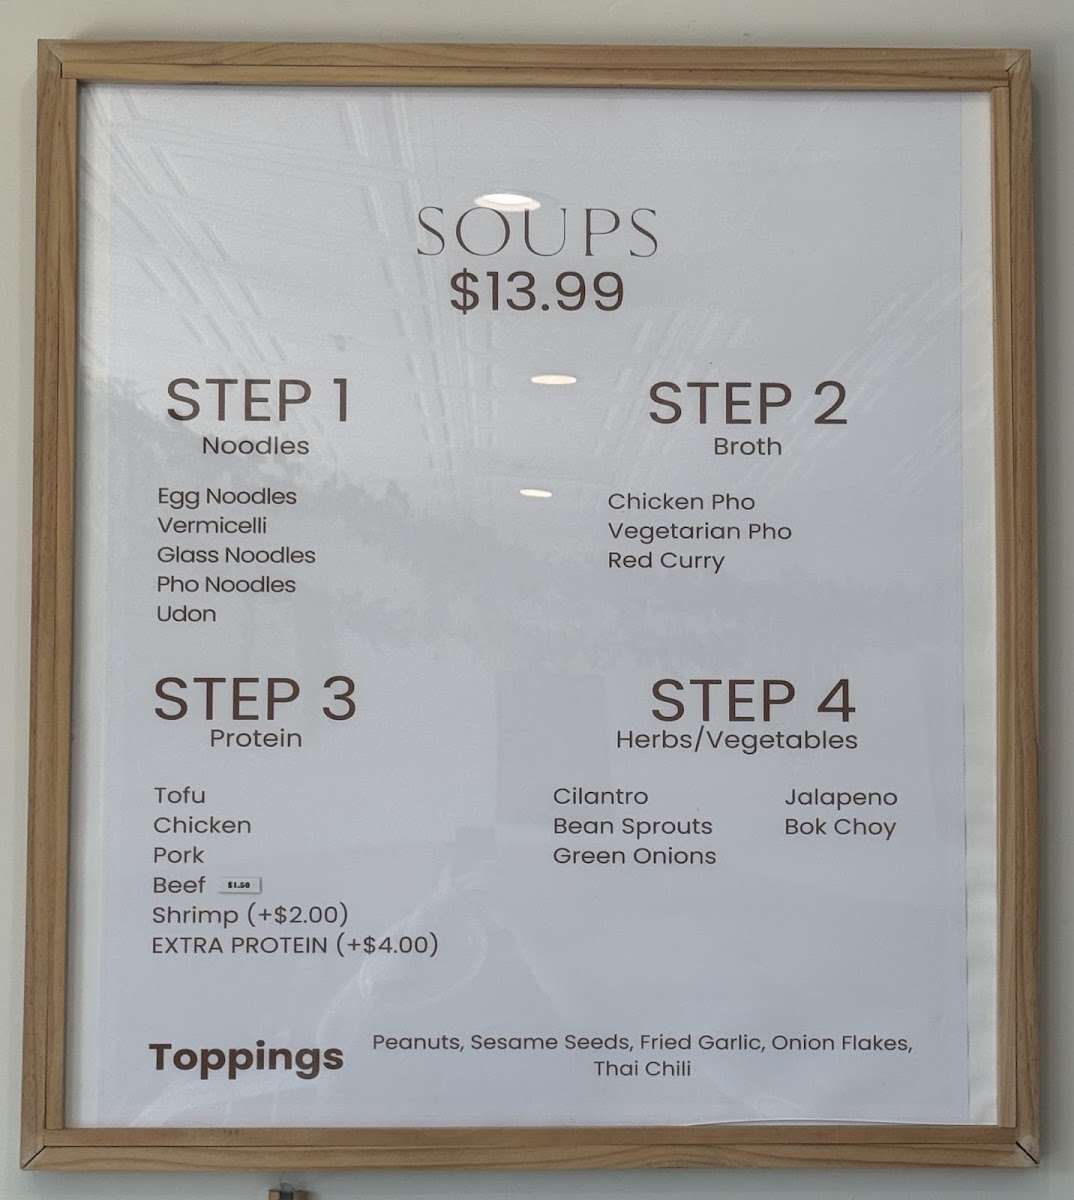 SOUPS
$13.99
STEP 1
Noodles
Egg Noodles
Vermicelli
Glass Noodles
Pho Noodles
Udon
STEP 2
Broth
Chicken Pho
Vegetarian Pho
Red Curry
STEP 3
Protein
Tofu
Chicken
Pork
Beef $1.50
Shrimp (+$2.00)
EXTRA PROTEIN (+$4.00)
STEP 4
Herbs/Vegetables
Cilantro
Bean Sprouts
Green Onions
Jalapeno
Bok Choy
Toppings
Peanuts, Sesame Seeds, Fried Garlic, Onion Flakes,
Thai Chili